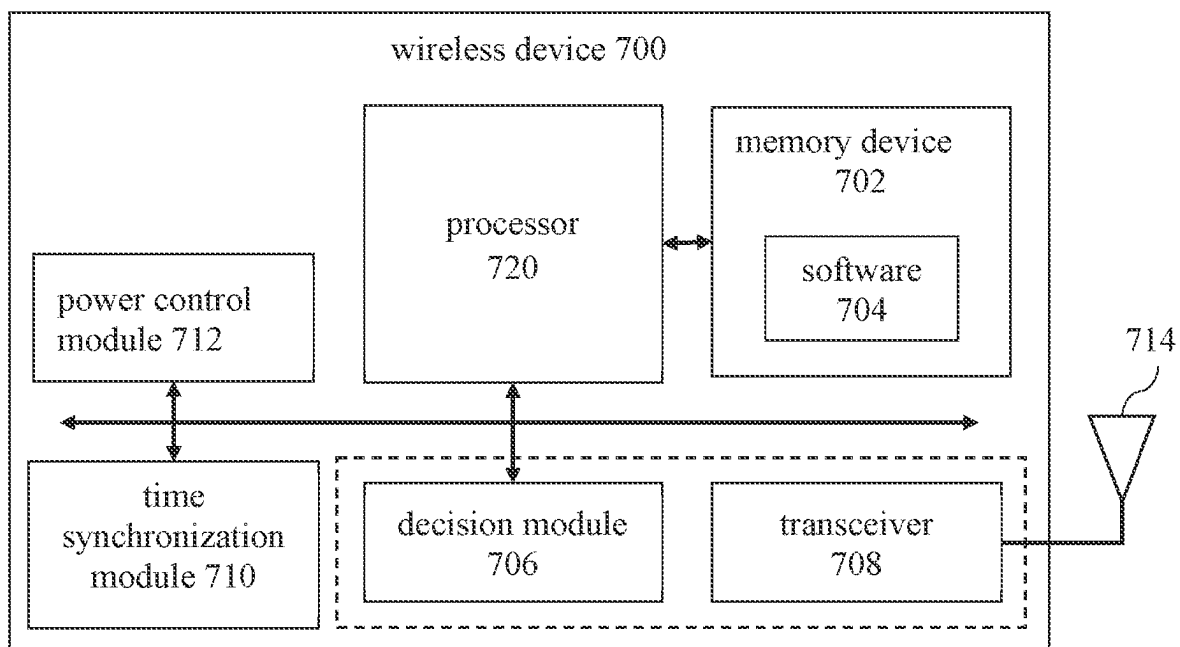 wireless device 700
processor
720
memory device
702
software
704
power control
module 712
714
time
synchronization
module 710
decision module
706
transceiver
708